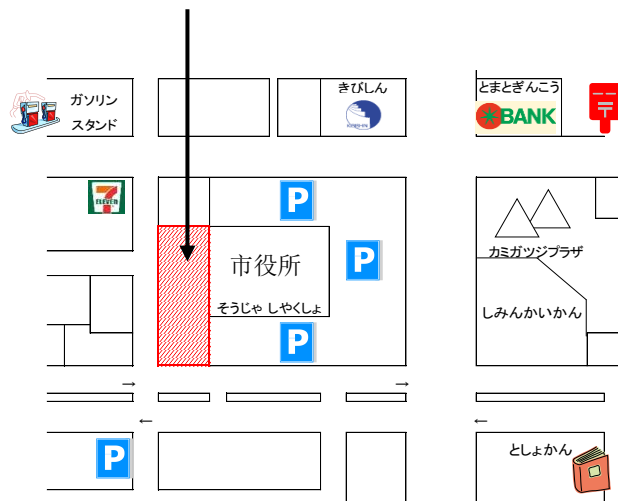 ガソリン
スタンド
きびしん
とまとぎんこう
BANK
〒
7
ELEVEN
P
市役所
P
そうじゃ しやくしょ
P
カミガツジプラザ
しみんかいかん
→
→
←
←
P
としょかん